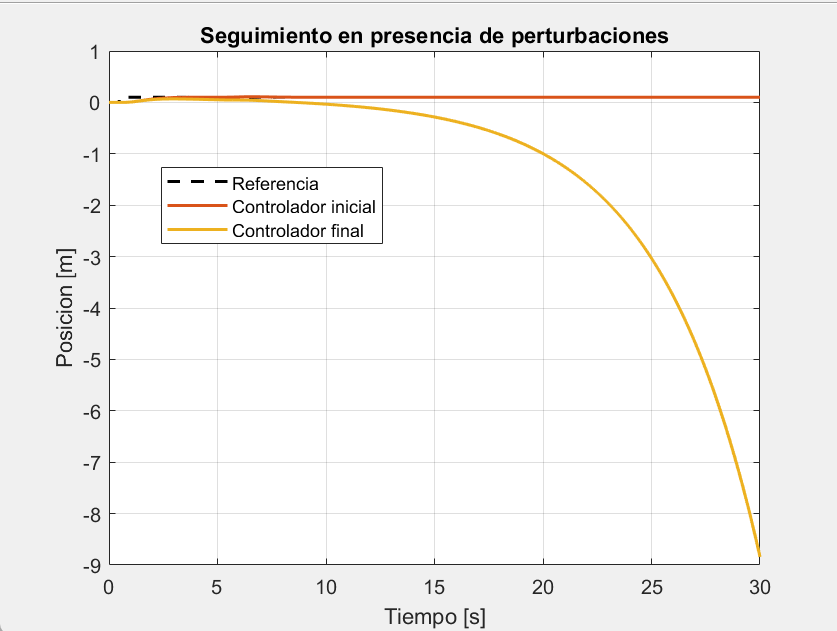 Seguimiento en presencia de perturbaciones
1
0
-1
-2
-3
-4
-5
-6
-7
-8
-9
Posicion [m]
Referencia
Controlador inicial
Controlador final
0 5 10 15 20 25 30
Tiempo [s]